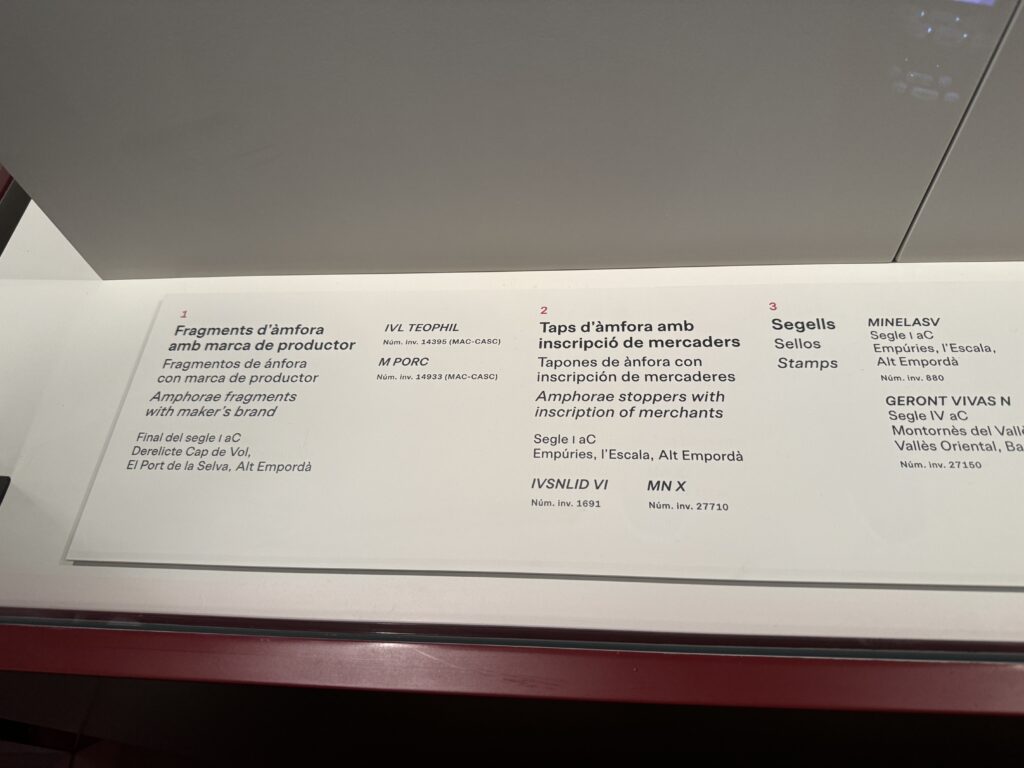 1
Fragments d'àmfora
amb marca de productor
Fragmentos de ánfora
con marca de productor
Amphorae fragments
with maker´s brand
Final del segle I aC
Derelicte Cap de Vol,
El Port de la Selva, Alt Empordà
IVL TEOPHIL
Núm. inv. 14395 (MAC-CASC)
M PORC
Núm. inv. 14933 (MAC-CASC)
2
Taps d'àmfora amb
inscripció de mercaders
Tapones de ànfora con
inscripción de mercaderes
Amphorae stoppers with
inscription of merchants
Segle I aC
Empúries, l'Escala, Alt Empordà
IVSNLID VI
Núm. inv. 1691
MN X
Núm. inv. 27710
3
Segells
Sellos
Stamps
MINELASV
Segle I aC
Empúries, l'Escala,
Alt Empordà
Núm. inv. 880
GERONT VIVAS N
Segle IV aC
Montornès del
Vallès Oriental,
Núm. inv. 27150